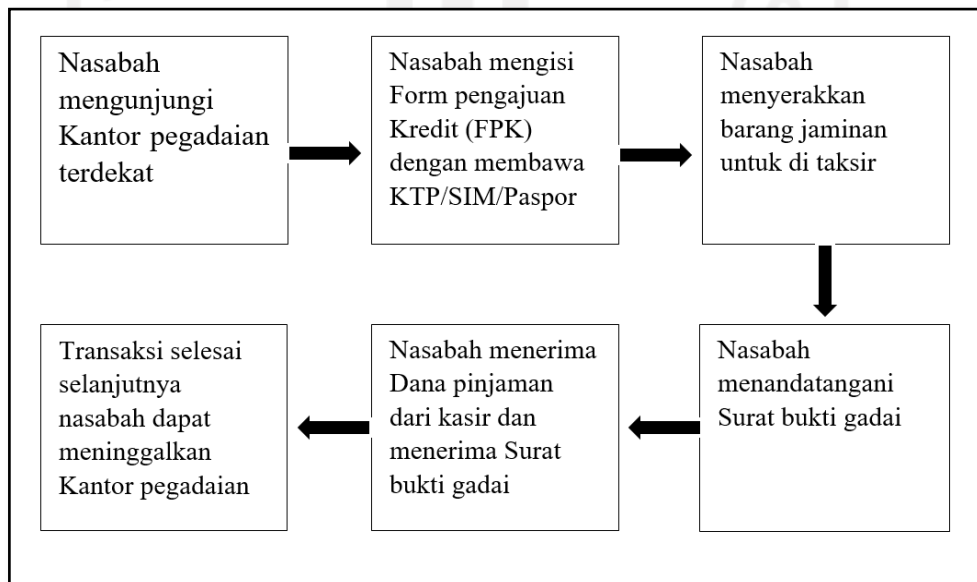 Nasabah
mengunjungi
Kantor pegadaian
terdekat
Nasabah mengisi
Form pengajuan
Kredit (FPK)
dengan membawa
KTP/SIM/Paspor
Nasabah
menyerakkan
barang jaminan
untuk di taksir
Nasabah
menandatangani
Surat bukti gadai
Nasabah menerima
Dana pinjaman
dari kasir dan
menerima Surat
bukti gadai
Transaksi selesai
selanjutnya
nasabah dapat
meninggalkan
Kantor pegadaian